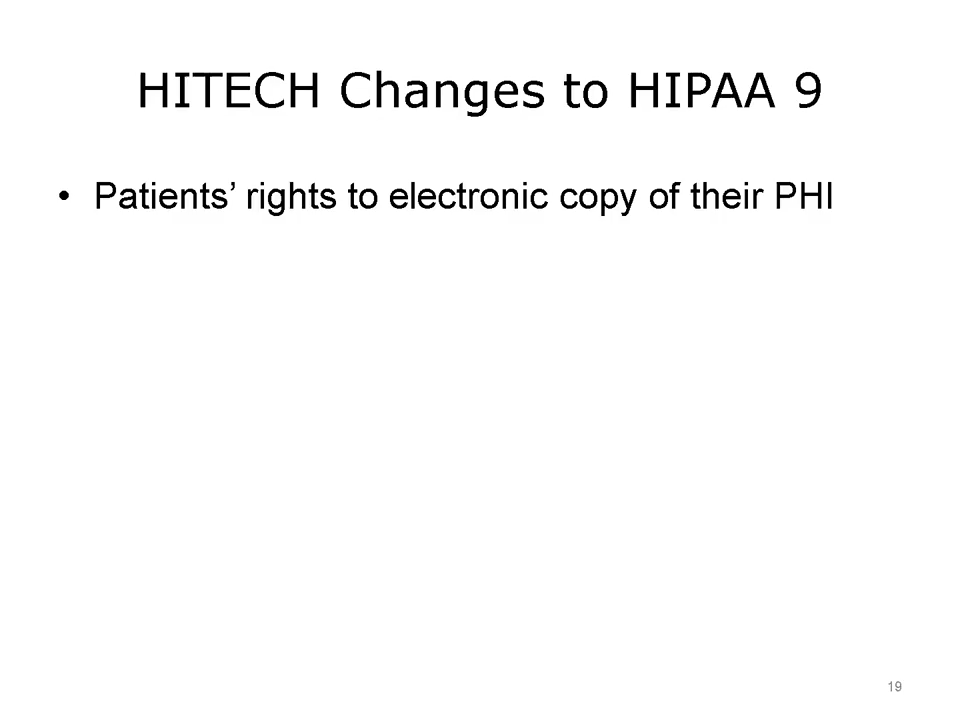 HITECH Changes to HIPAA 9
• Patients’ rights to electronic copy of their PHI
19